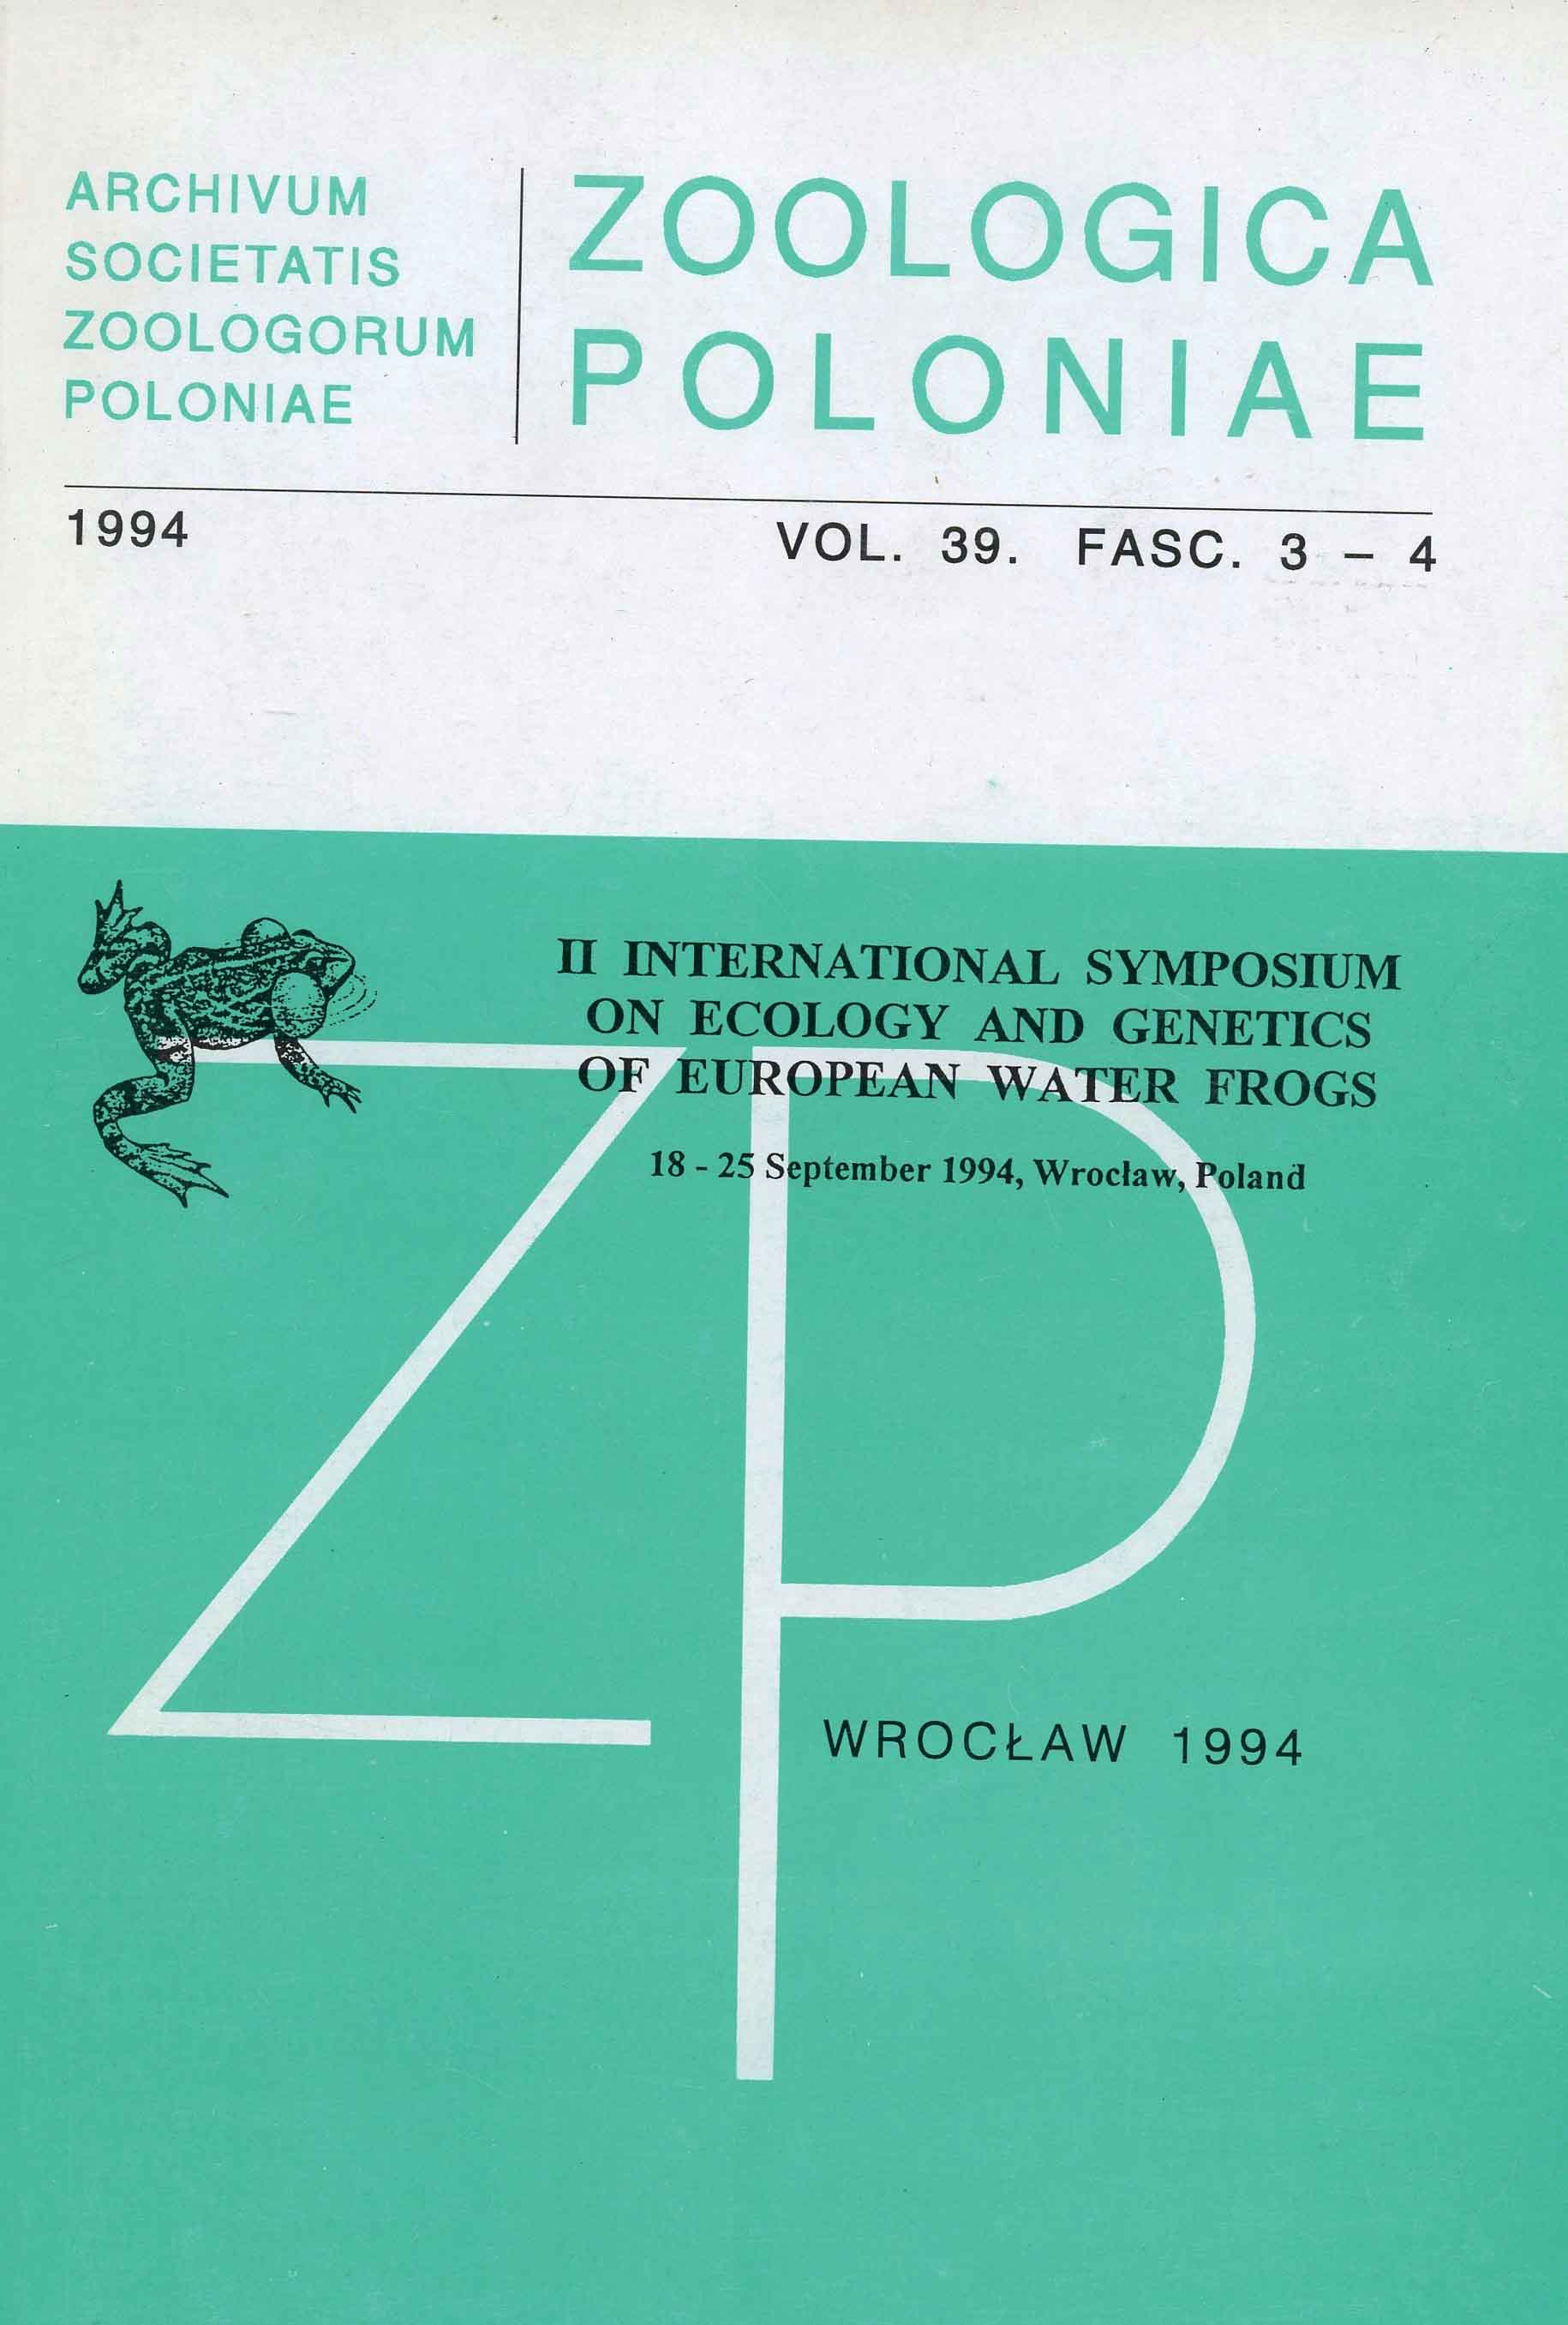 ARCHIVUM
SOCIETATIS
ZOOLOGORUM
POLONIAE
ZOOLOGICA
POLONIAE
1994
VOL. 39. FASC. 3 – 4
II INTERNATIONAL SYMPOSIUM
ON ECOLOGY AND GENETICS
OF EUROPEAN WATER FROGS
18 - 25 September 1994, Wrocław, Poland
ZP
WROCŁAW 1994